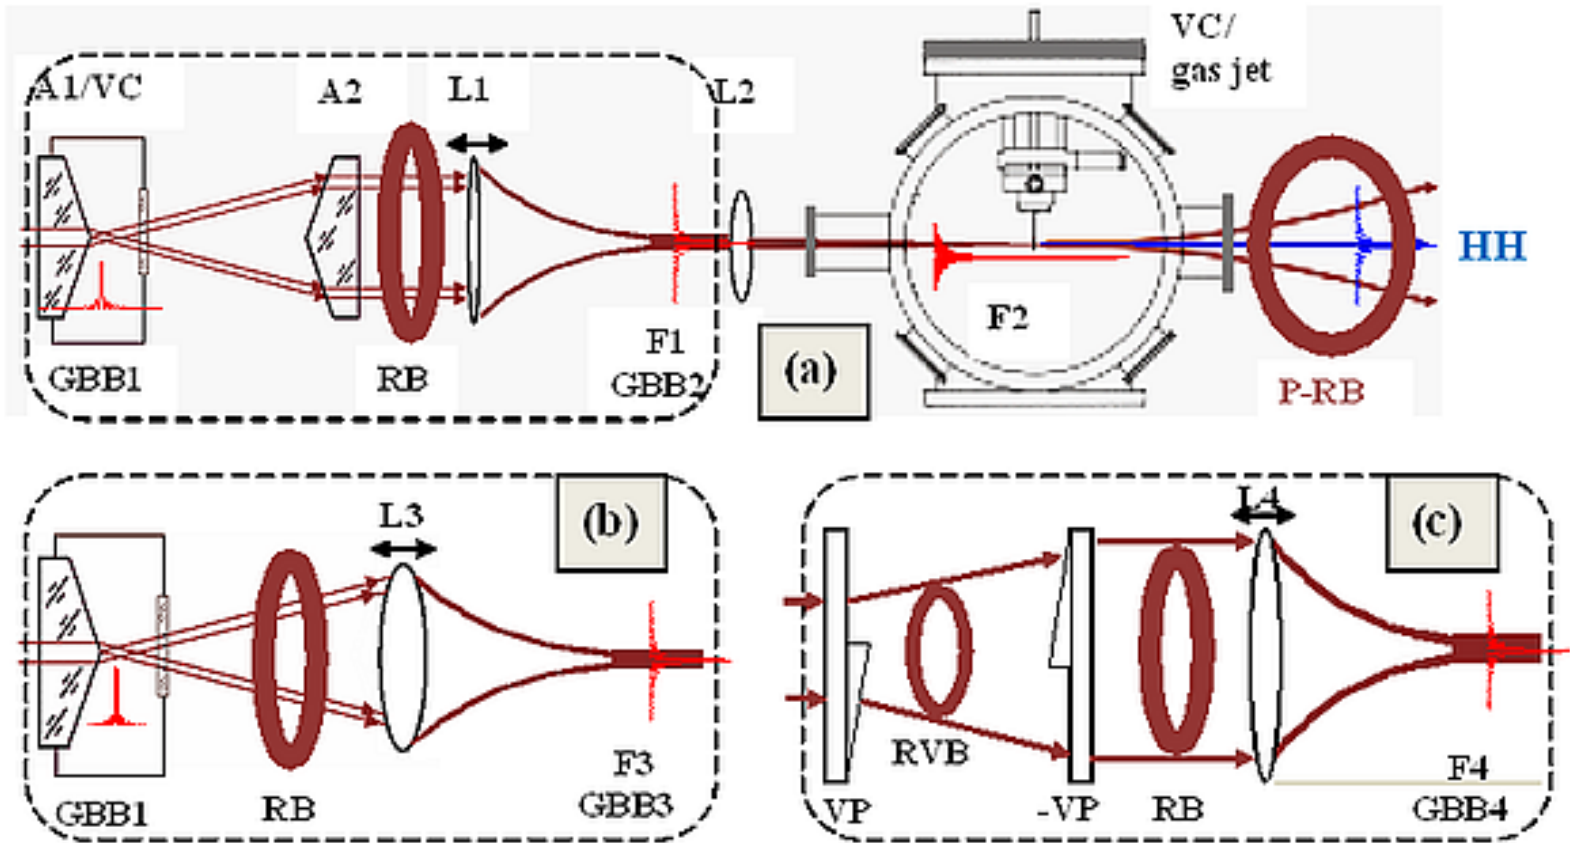 A1/VC
A2
L1
L2
VC/
gas jet
HH
F2
F1
GBB1
RB
GBB2
(a)
P-RB
(b)
L3
F3
GBB1
RB
GBB3
(c)
L4
RVB
F4
VP
-VP
RB
GBB4